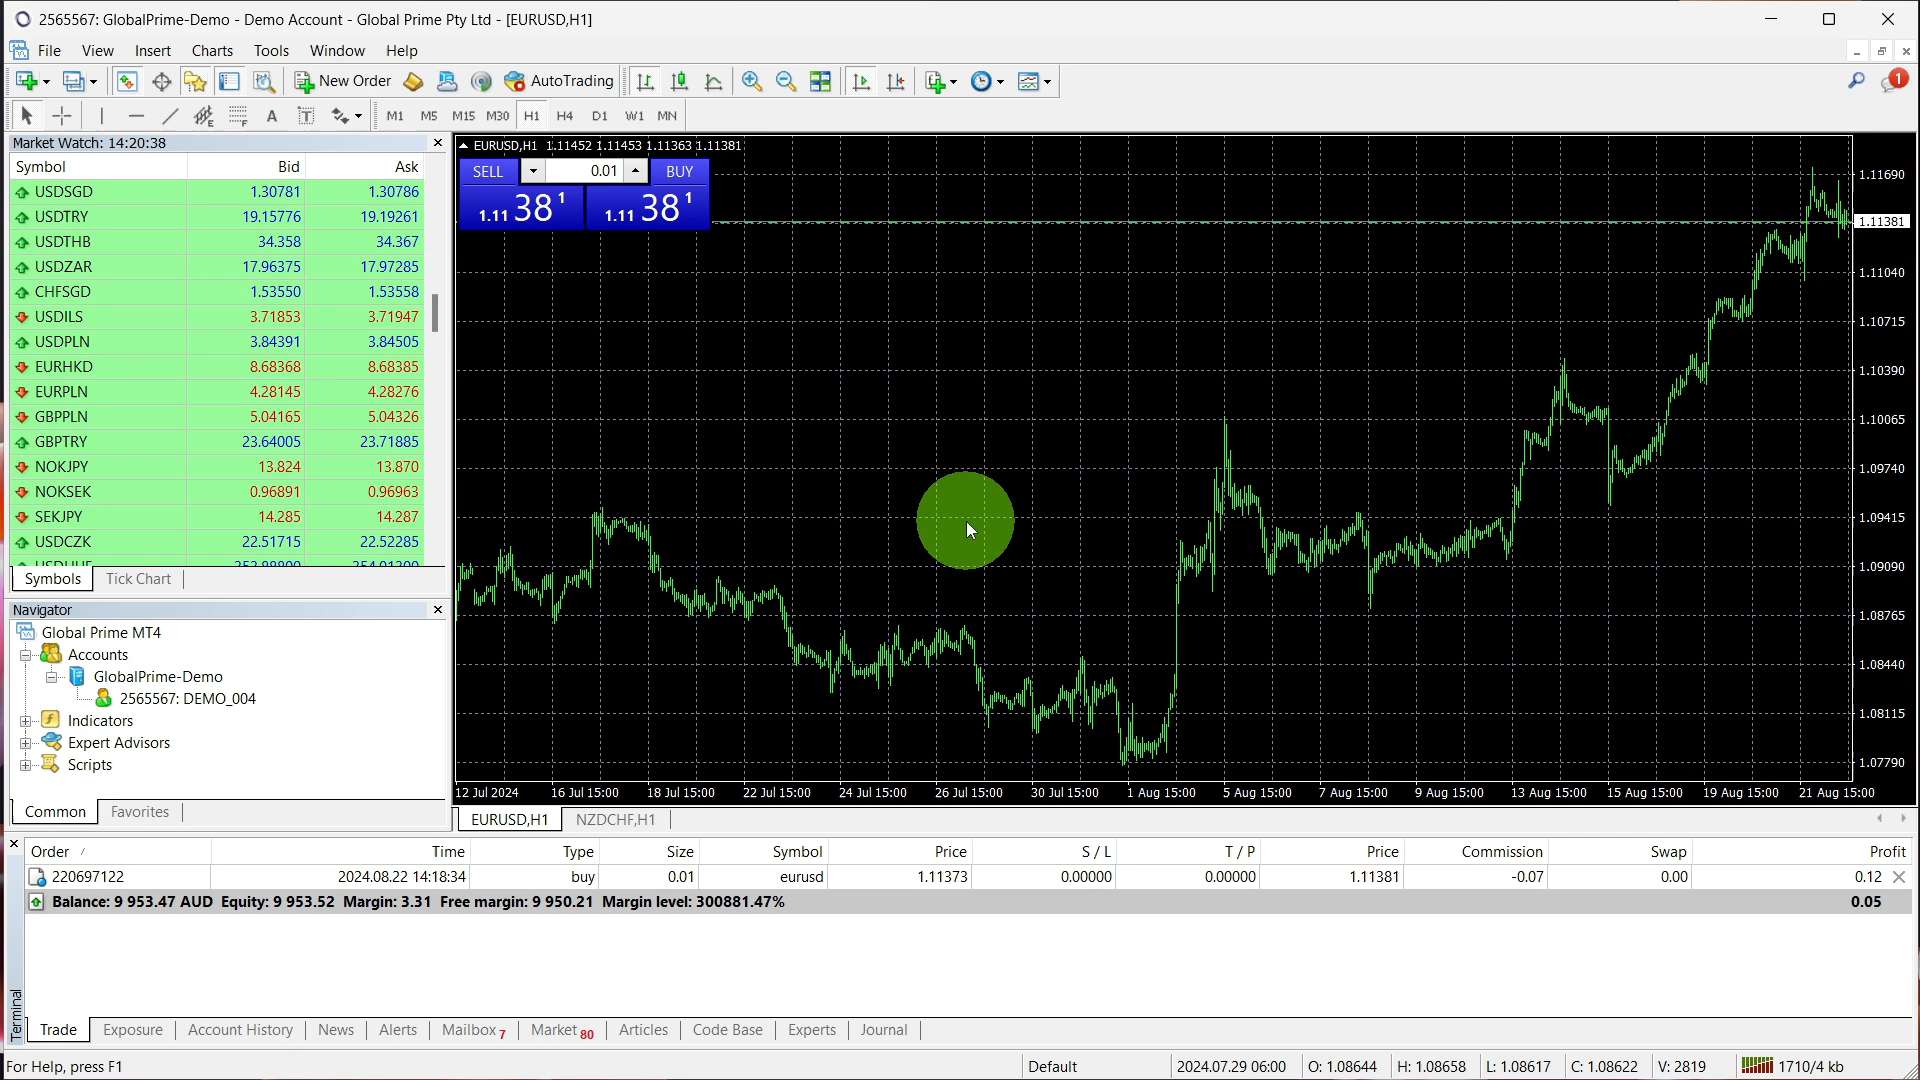 2565567: GlobalPrime-Demo - Demo Account - Global Prime Pty Ltd - [EURUSD,H1]
File View Insert Charts Tools Window Help
New Order AutoTrading 1
A T M1 M5 M15 M30 H1 H4 D1 W1 MN
Market Watch: 14:20:38
Symbol Bid Ask
USDSGD 1.30781 1.30786
USDTRY 19.15776 19.19261
USDTHB 34.358 34.367
USDZAR 17.96375 17.97285
CHFSGD 1.53550 1.53558
USDILS 3.71853 3.71947
USDPLN 3.84391 3.84505
EURHKD 8.68368 8.68385
EURPLN 4.28145 4.28276
GBPPLN 5.04165 5.04326
GBPTRY 23.64005 23.71885
NOKJPY 13.824 13.870
NOKSEK 0.96891 0.96963
SEKJPY 14.285 14.287
USDCZK 22.51715 22.52285
Symbols Tick Chart
Navigator
Global Prime MT4
Accounts
GlobalPrime-Demo
2565567: DEMO_004
Indicators
Expert Advisors
Scripts
Common Favorites
EURUSD,H1 1.11452 1.11453 1.11363 1.11381
SELL 0.01 BUY
1.11 38 1 1.11 38 1
1.11690
1.11381
1.11040
1.10715
1.10390
1.10065
1.09740
1.09415
1.09090
1.08765
1.08440
1.08115
1.07790
12 Jul 2024 16 Jul 15:00 18 Jul 15:00 22 Jul 15:00 24 Jul 15:00 26 Jul 15:00 30 Jul 15:00 1 Aug 15:00 5 Aug 15:00 7 Aug 15:00 9 Aug 15:00 13 Aug 15:00 15 Aug 15:00 19 Aug 15:00 21 Aug 15:00
EURUSD,H1 NZDCHF,H1
Order / Time Type Size Symbol Price S / L T / P Price Commission Swap Profit
220697122 2024.08.22 14:18:34 buy 0.01 eurusd 1.11373 0.00000 0.00000 1.11381 -0.07 0.00 0.12
Balance: 9 953.47 AUD Equity: 9 953.52 Margin: 3.31 Free margin: 9 950.21 Margin level: 300881.47% 0.05
Terminal
Trade Exposure Account History News Alerts Mailbox 7 Market 80 Articles Code Base Experts Journal
For Help, press F1 Default 2024.07.29 06:00 O: 1.08644 H: 1.08658 L: 1.08617 C: 1.08622 V: 2819 1710/4 kb